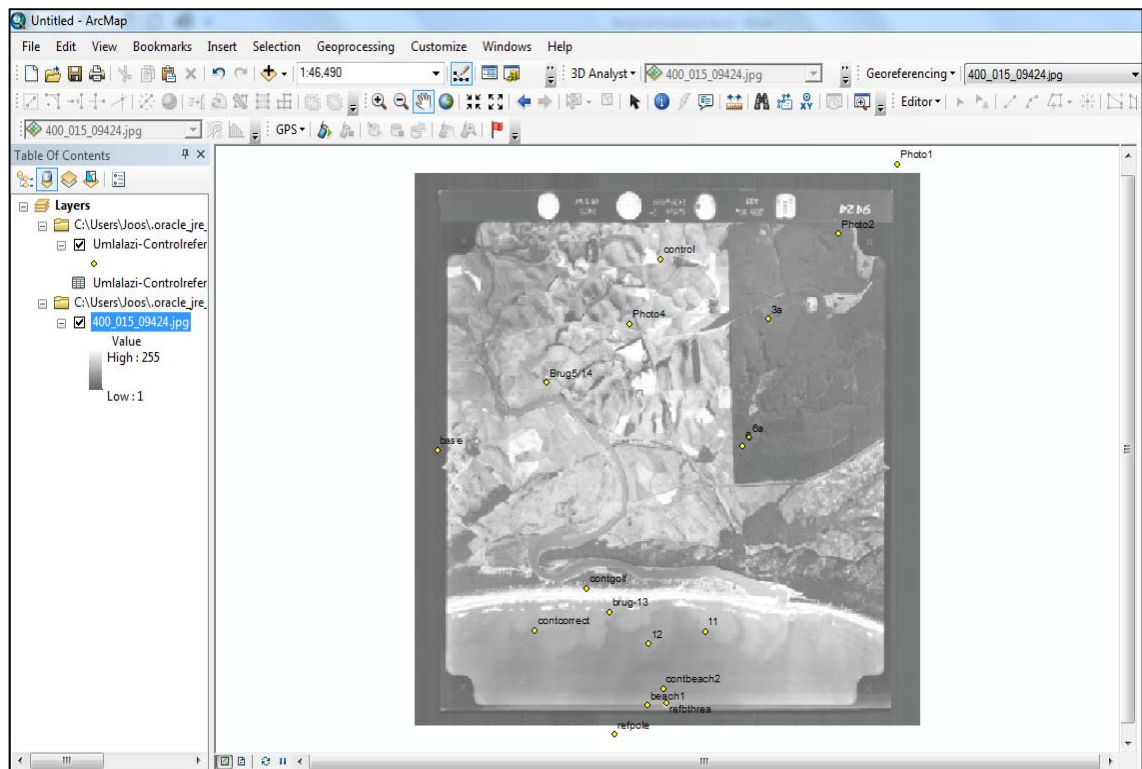 Untitled - ArcMap
File Edit View Bookmarks Insert Selection Geoprocessing Customize Windows Help
1:46,490 3D Analyst 400_015_09424.jpg Georeferencing 400_015_09424.jpg
Editor
400_015_09424.jpg GPS
Table Of Contents
Layers
C:\Users\Joos\.oracle_jre_
Umlalazi-Controlrefer
Umlalazi-Controlrefer
C:\Users\Joos\.oracle_jre_
400_015_09424.jpg
Value
High : 255
Low : 1
Photo1
9424
Photo2
control
3a
Photo4
Brug5/14
6a
6
base
contgolf
brug-13
contcorrect
11
12
contbeach2
beach1
refbthrea
refpole